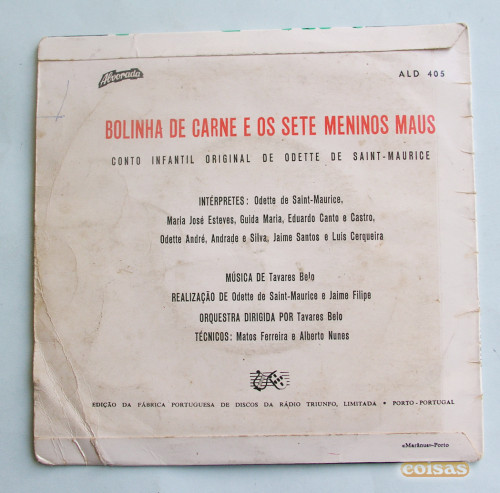 Alvorada
ALD 405
BOLINHA DE CARNE E OS SETE MENINOS MAUS
CONTO INFANTIL ORIGINAL DE ODETTE DE SAINT-MAURICE
INTÉRPRETES: Odette de Saint-Maurice,
Maria José Esteves, Guida Maria, Eduardo Canto e Castro,
Odette André, Andrade e Silva, Jaime Santos e Luís Cerqueira
MÚSICA DE Tavares Belo
REALIZAÇÃO DE Odette de Saint-Maurice e Jaime Filipe
ORQUESTRA DIRIGIDA POR Tavares Belo
TÉCNICOS: Matos Ferreira e Alberto Nunes
EDIÇÃO DA FÁBRICA PORTUGUESA DE DISCOS DA RÁDIO TRIUNFO, LIMITADA • PORTO-PORTUGAL
«Marânus»-Porto
coisas